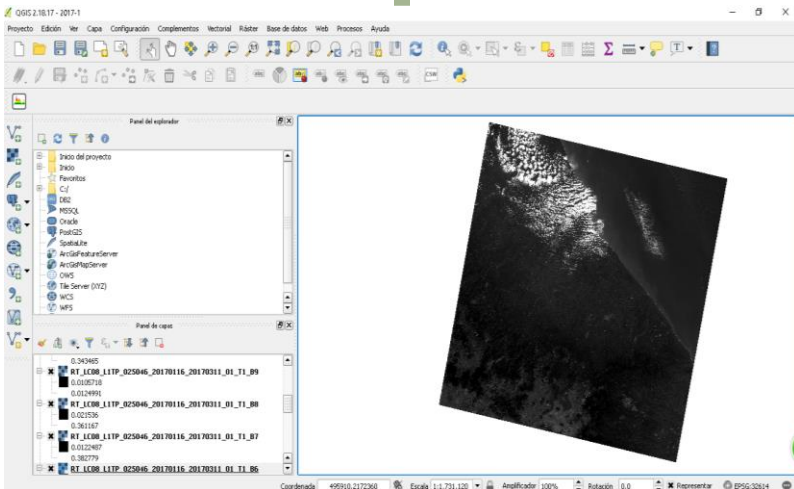 QGIS 2.18.17 - 2017-1
Proyecto Edición Ver Capa Configuración Complementos Vectorial Ráster Base de datos Web Procesos Ayuda
Panel del explorador
Inicio del proyecto
Inicio
Favoritos
C:/
DB2
MSSQL
Oracle
PostGIS
SpatiaLite
ArcGisFeatureServer
ArcGisMapServer
OWS
Tile Server (XYZ)
WCS
WFS
Panel de capas
0.343465
RT_LC08_L1TP_025046_20170116_20170311_01_T1_B9
0.0105718
0.0124991
RT_LC08_L1TP_025046_20170116_20170311_01_T1_B8
0.021536
0.361167
RT_LC08_L1TP_025046_20170116_20170311_01_T1_B7
0.0122487
0.382779
RT_LC08_L1TP_025046_20170116_20170311_01_T1_B6
Coordenada 495910,2172360 Escala 1:1.731.120 Amplificador 100% Rotación 0.0 Representar EPSG:32614